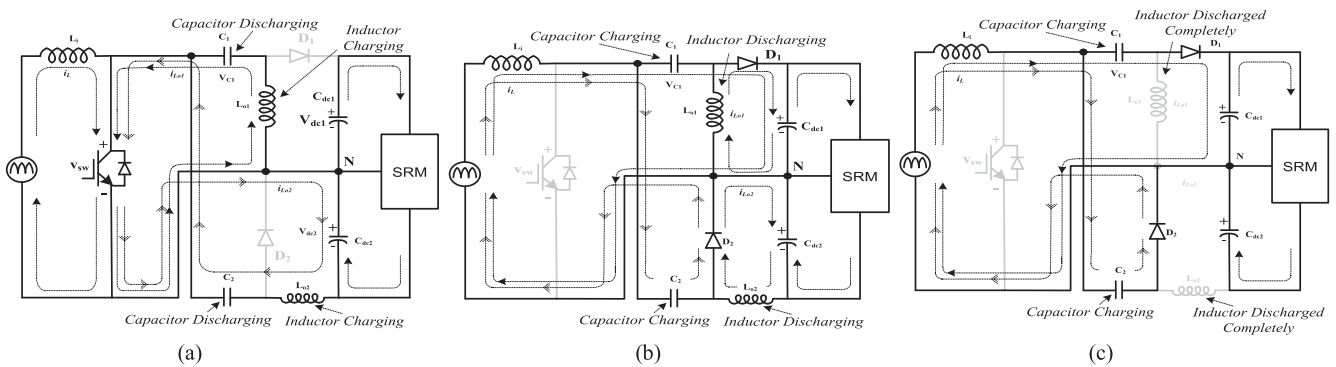 Capacitor Discharging
Inductor
Charging
Li
C1
D1
iL
iLo1
VC1
Lo1
Cdc1
+
Vdc1
-
+
Vsw
-
N
SRM
iLo2
Vdc2
+
-
Cdc2
D2
C2
Lo2
Capacitor Discharging
Inductor Charging
(a)
Capacitor Charging
Inductor Discharging
Li
C1
D1
iL
VC1
Lo1
iLo1
+
-
Cdc1
+
Vsw
-
N
SRM
iLo2
D2
+
-
Cdc2
C2
Lo2
Capacitor Charging
Inductor Discharging
(b)
Capacitor Charging
Inductor Discharged
Completely
Li
C1
D1
iL
VC1
Lo1
iLo1
+
-
Cdc1
+
Vsw
-
N
SRM
iLo2
D2
+
-
Cdc2
C2
Lo2
Capacitor Charging
Inductor Discharged
Completely
(c)